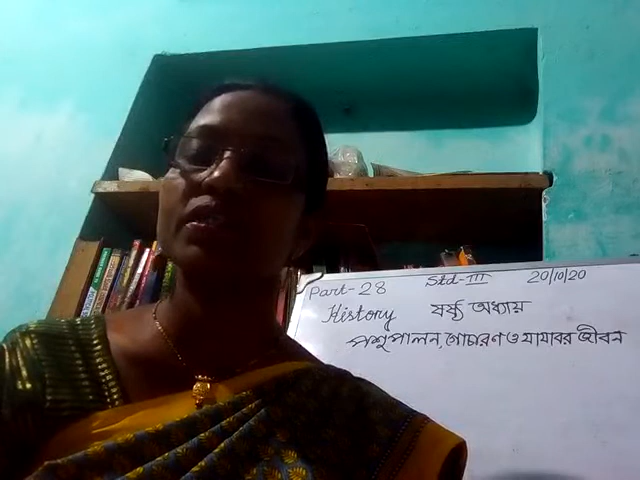 Part-28 Std-III 20/10/20
History ষষ্ঠ অধ্যায়
পশুপালন, গোচারণ ও যাযাবর জীবন